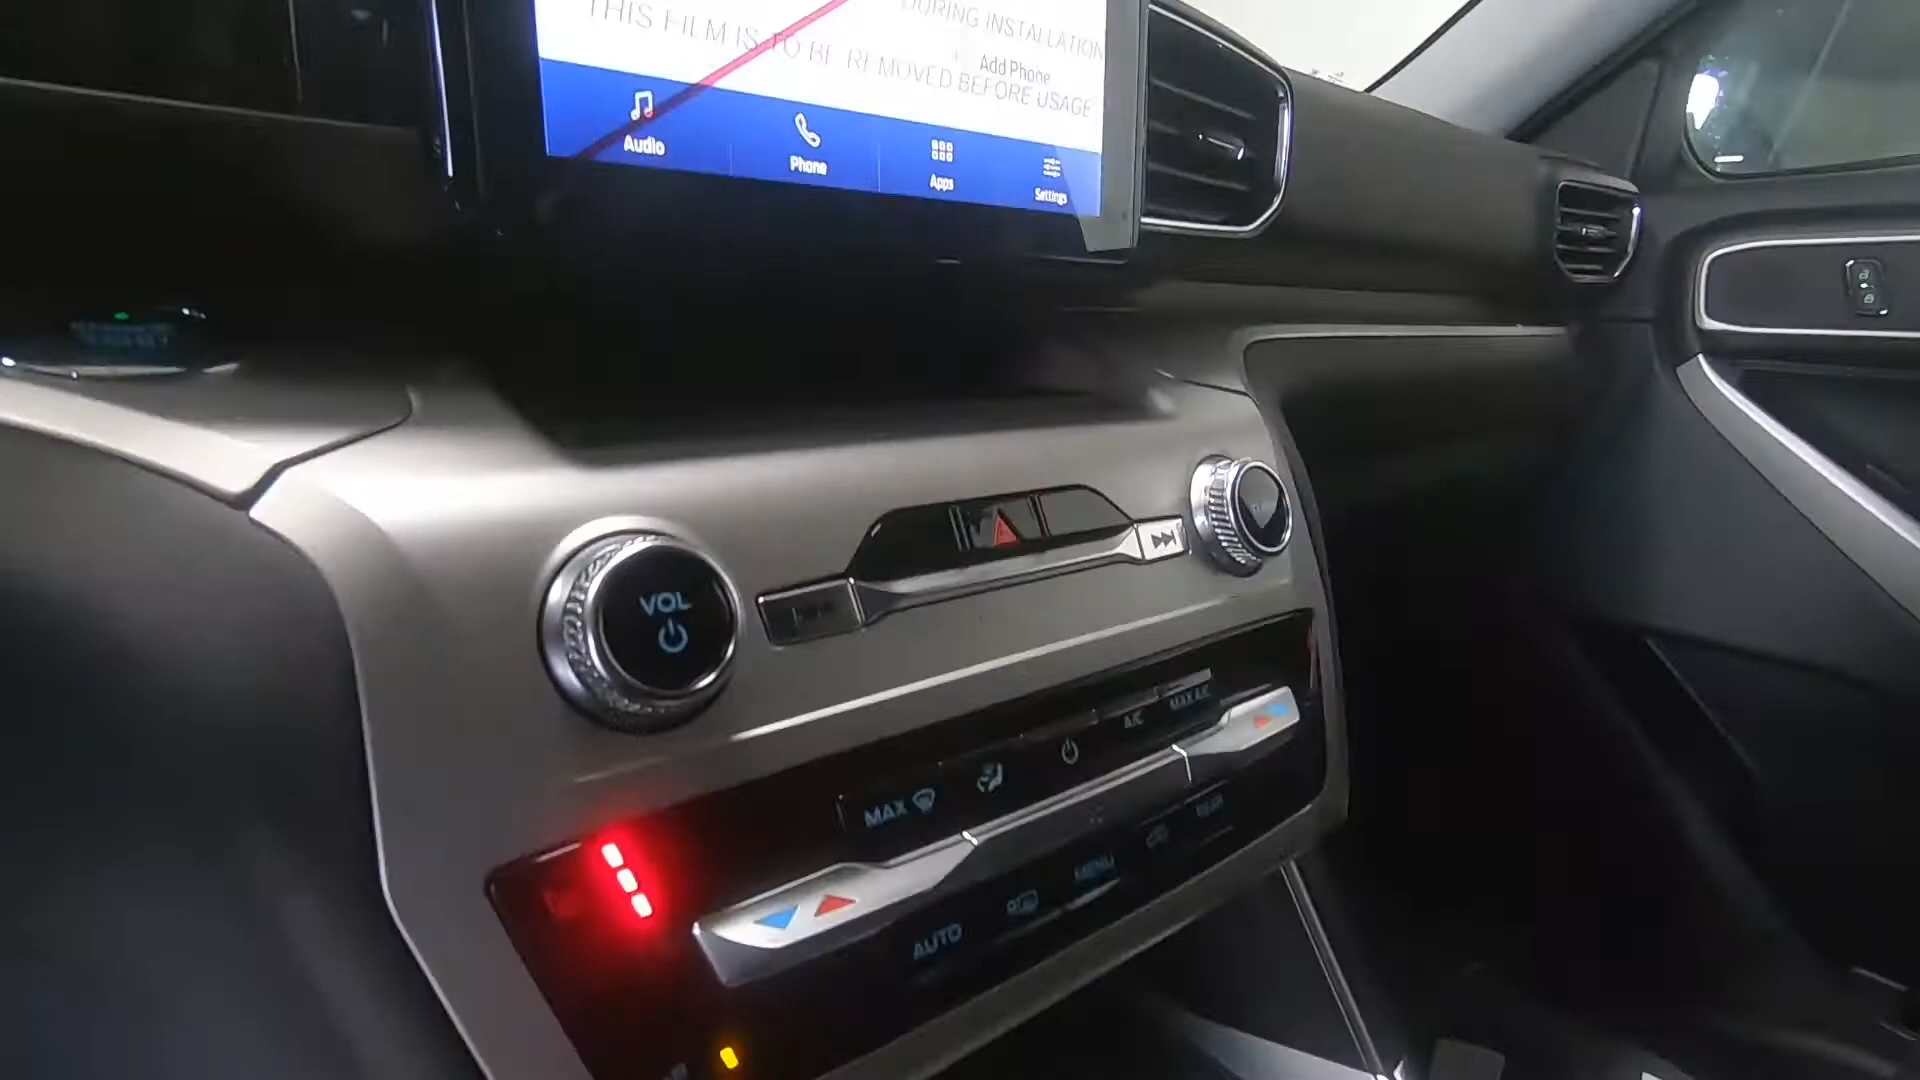 DURING INSTALLATION
THIS FILM IS TO BE REMOVED BEFORE USAGE
Add Phone
Audio
Phone
Apps
Settings
VOL
A/C
MAX A/C
MAX
AUTO
MENU
REAR